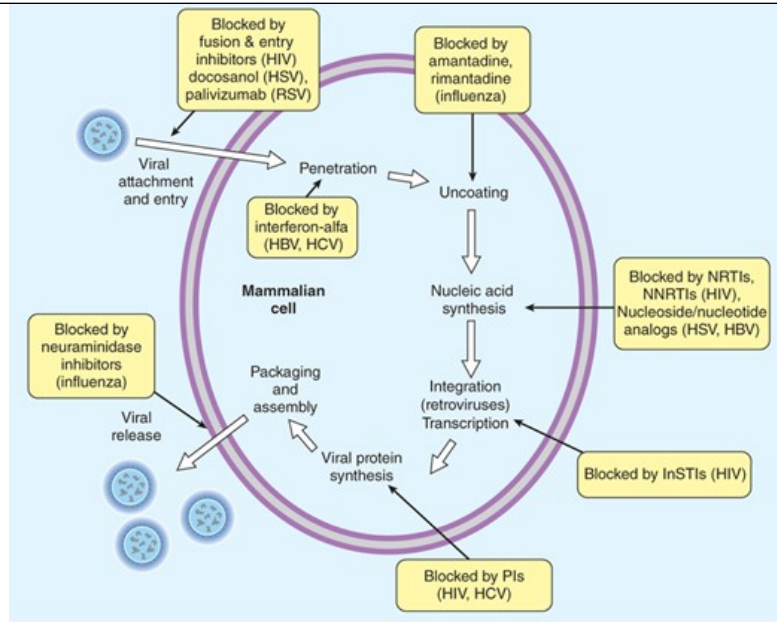 Blocked by
fusion & entry
inhibitors (HIV)
docosanol (HSV),
palivizumab (RSV)
Blocked by
amantadine,
rimantadine
(influenza)
Viral
attachment
and entry
Penetration
Uncoating
Blocked by
interferon-alfa
(HBV, HCV)
Mammalian
cell
Nucleic acid
synthesis
Blocked by NRTIs,
NNRTIs (HIV),
Nucleoside/nucleotide
analogs (HSV, HBV)
Blocked by
neuraminidase
inhibitors
(influenza)
Packaging
and
assembly
Integration
(retroviruses)
Transcription
Viral
release
Viral protein
synthesis
Blocked by InSTIs (HIV)
Blocked by PIs
(HIV, HCV)